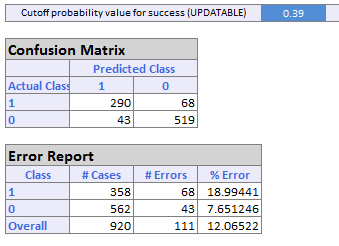 Cutoff probability value for success (UPDATABLE) 0.39
Confusion Matrix
Predicted Class
Actual Class 1 0
1 290 68
0 43 519
Error Report
Class # Cases # Errors % Error
1 358 68 18.99441
0 562 43 7.651246
Overall 920 111 12.06522